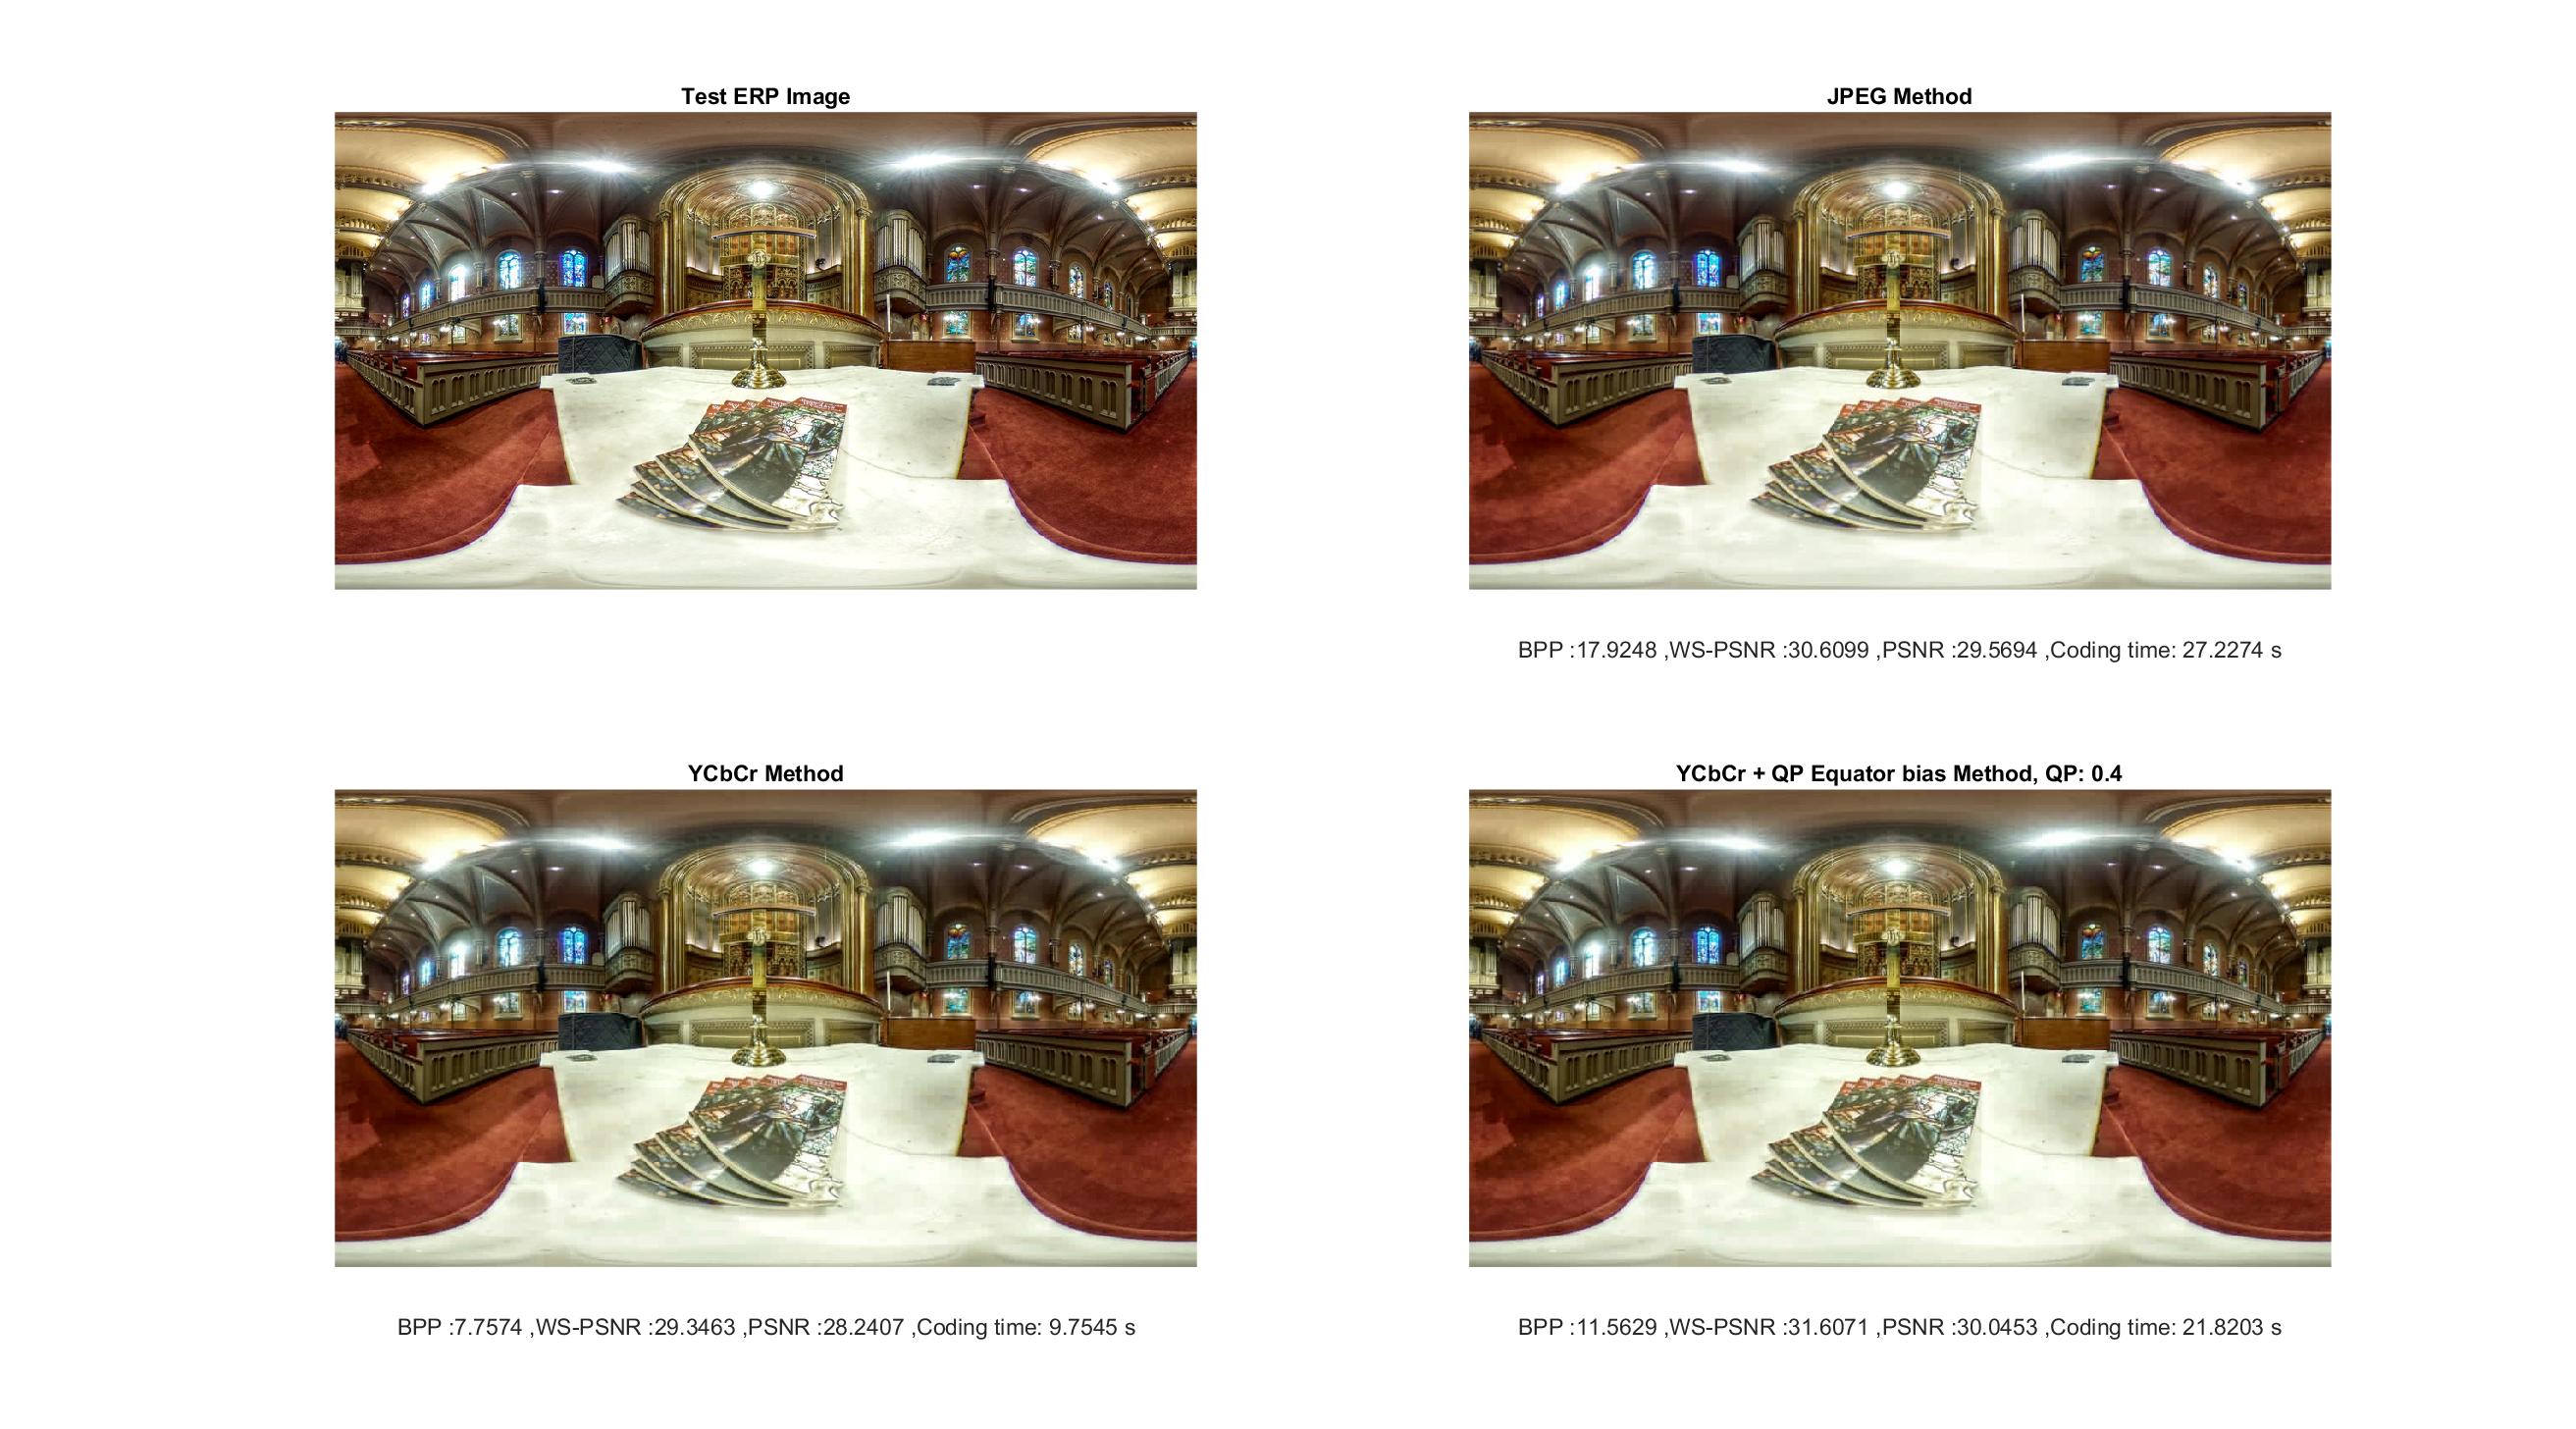 Test ERP Image
JPEG Method
BPP :17.9248 ,WS-PSNR :30.6099 ,PSNR :29.5694 ,Coding time: 27.2274 s
YCbCr Method
YCbCr + QP Equator bias Method, QP: 0.4
BPP :7.7574 ,WS-PSNR :29.3463 ,PSNR :28.2407 ,Coding time: 9.7545 s
BPP :11.5629 ,WS-PSNR :31.6071 ,PSNR :30.0453 ,Coding time: 21.8203 s